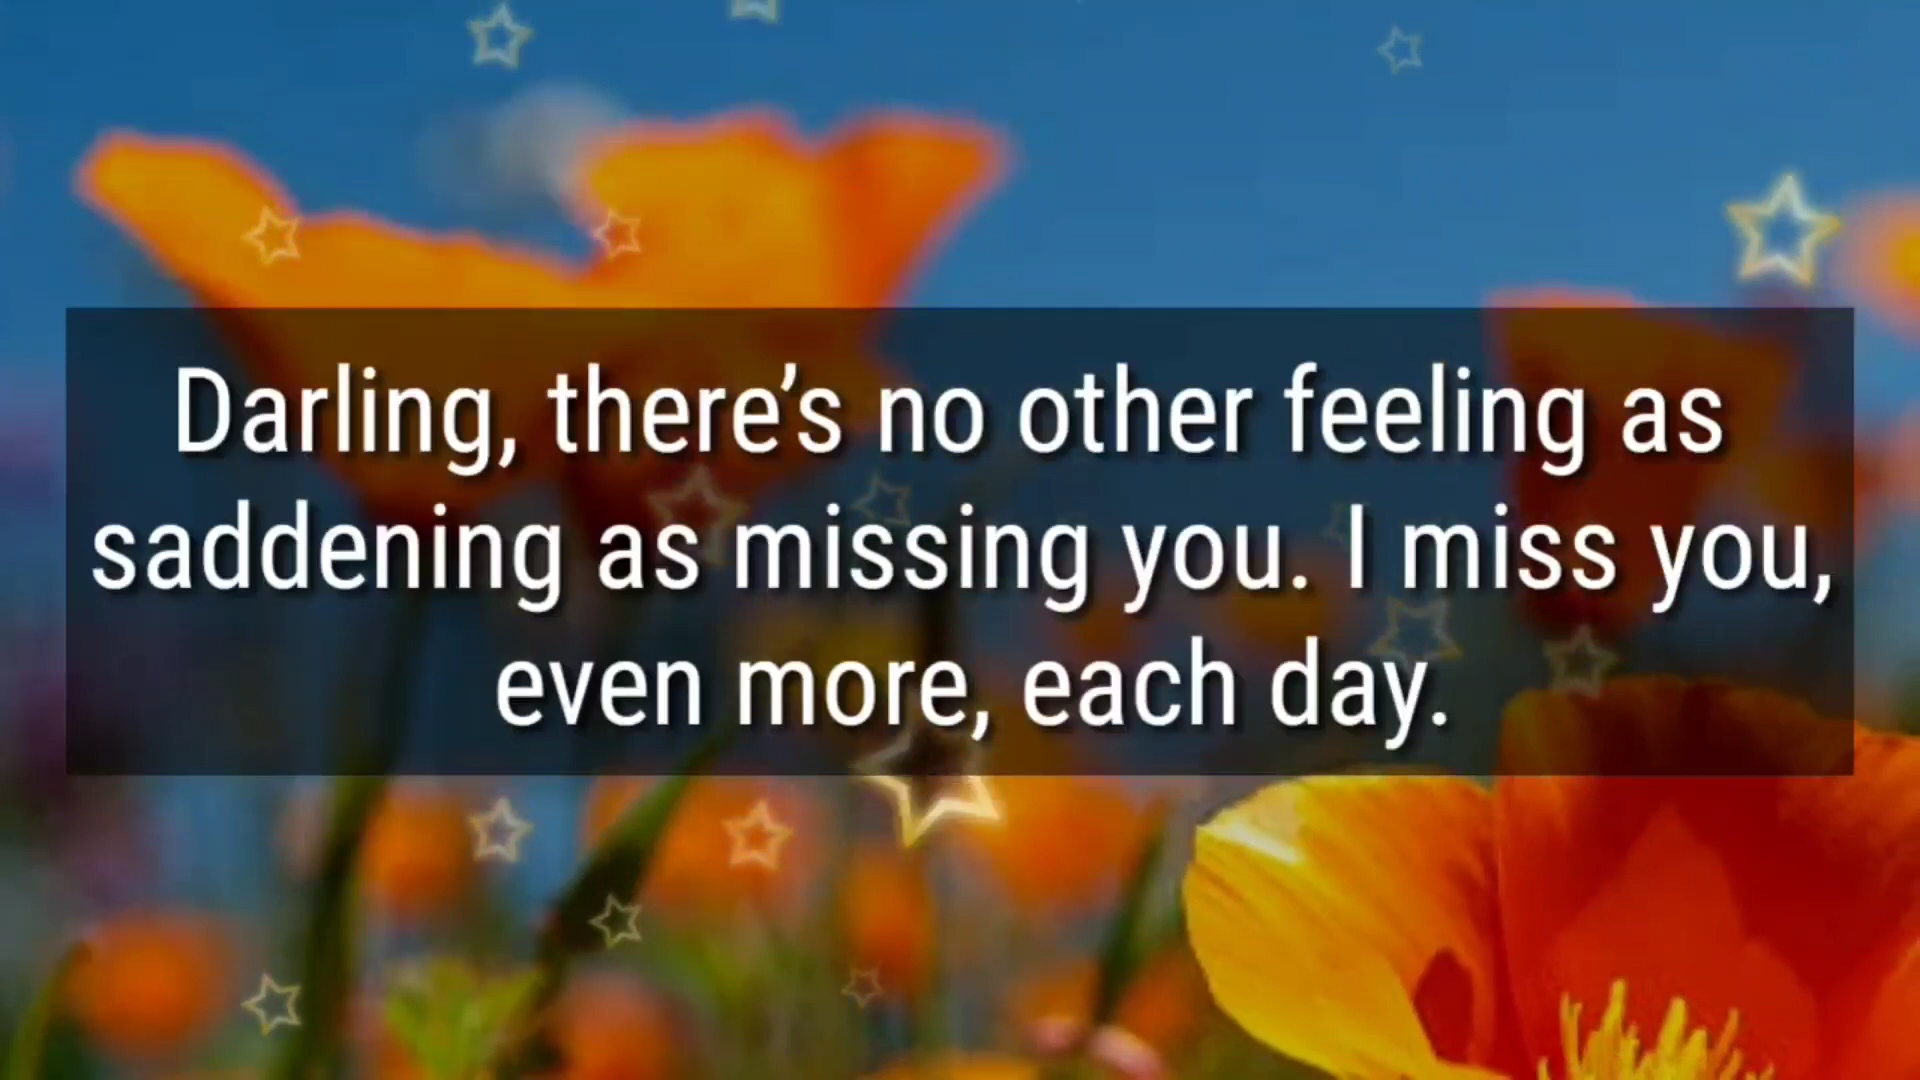 Darling, there’s no other feeling as
saddening as missing you. I miss you,
even more, each day.